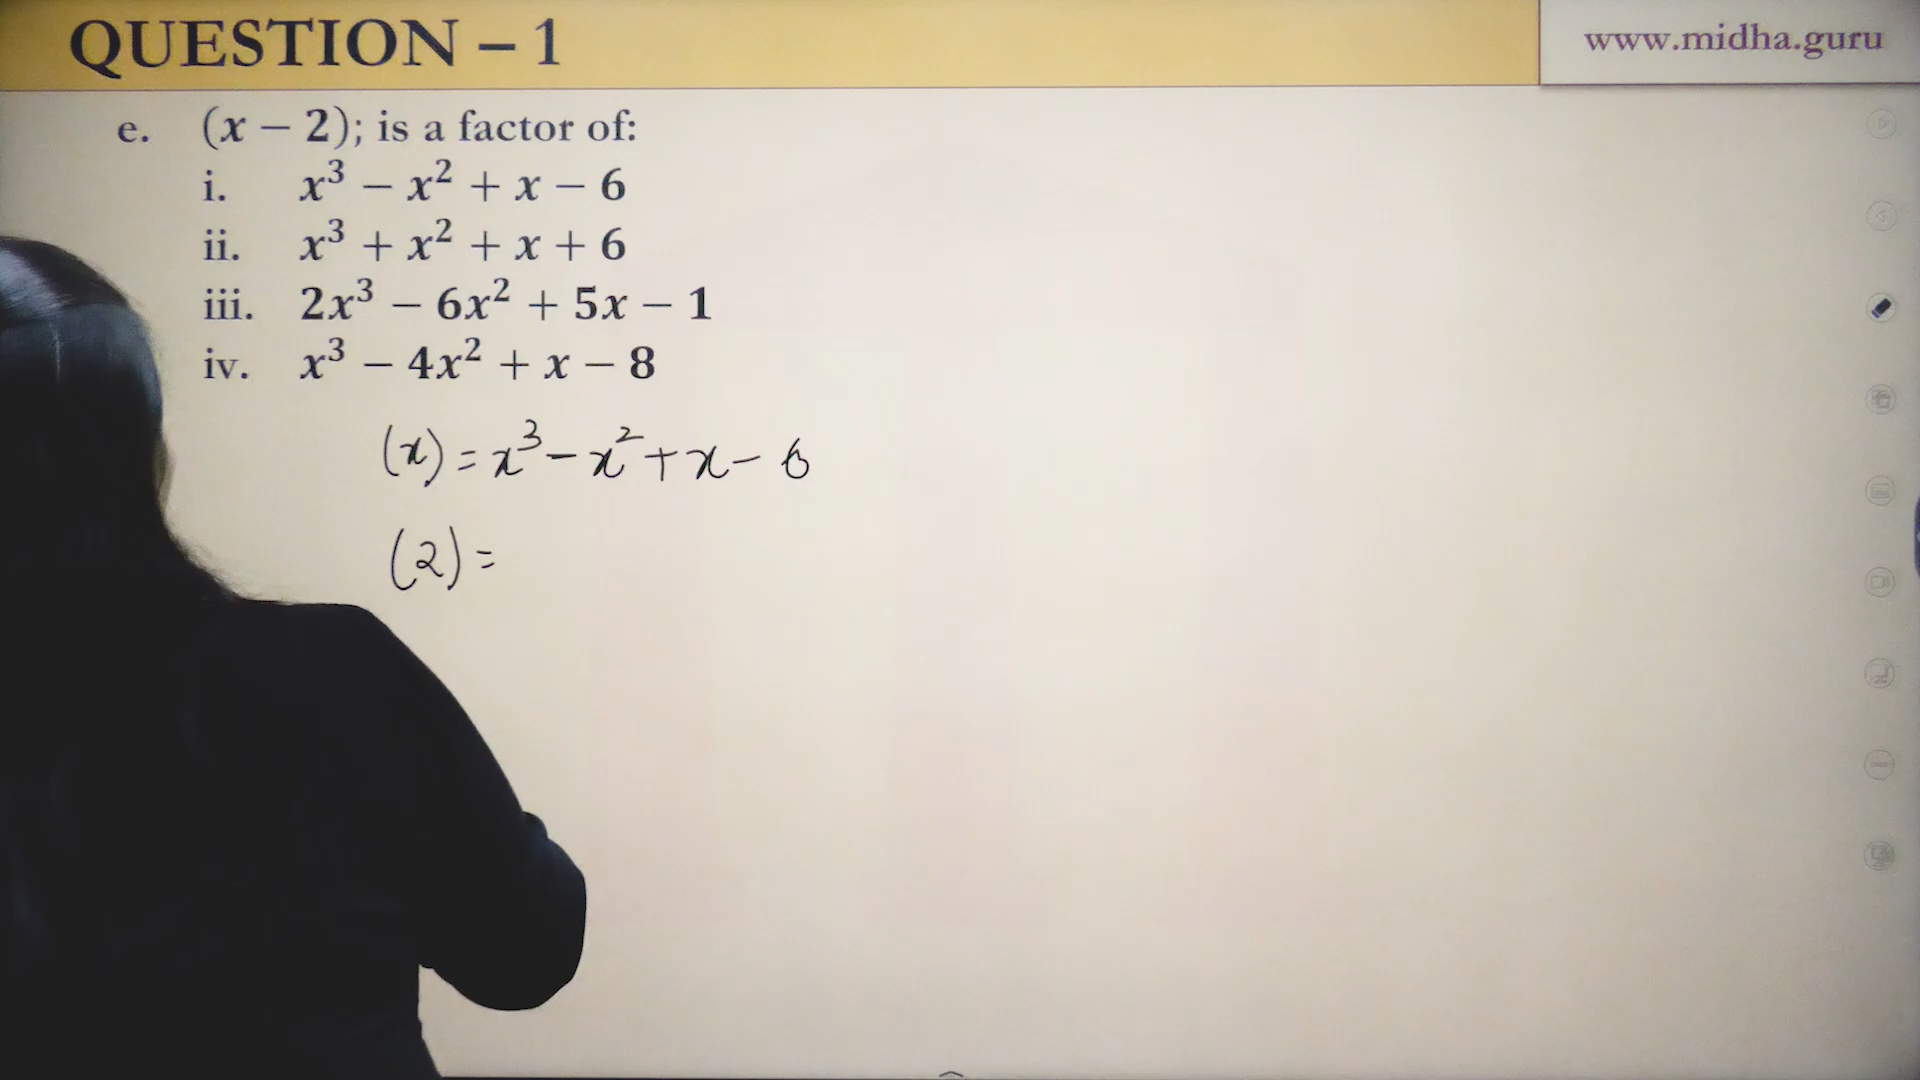 QUESTION – 1
www.midha.guru
e. (x – 2); is a factor of:
i. x³ – x² + x – 6
ii. x³ + x² + x + 6
iii. 2x³ – 6x² + 5x – 1
iv. x³ – 4x² + x – 8
(x) = x³ – x² + x – 6
(2) =